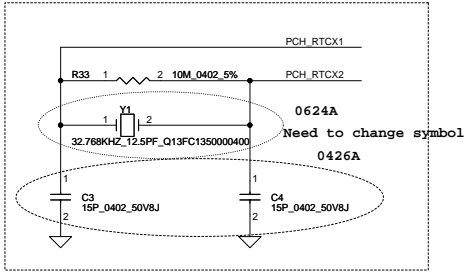 PCH_RTCX1
R33 1 2 10M_0402_5% PCH_RTCX2
0624A
Y1
1 2
Need to change symbol
32.768KHZ_12.5PF_Q13FC1350000400
0426A
1 1
C3 C4
15P_0402_50V8J 15P_0402_50V8J
2 2